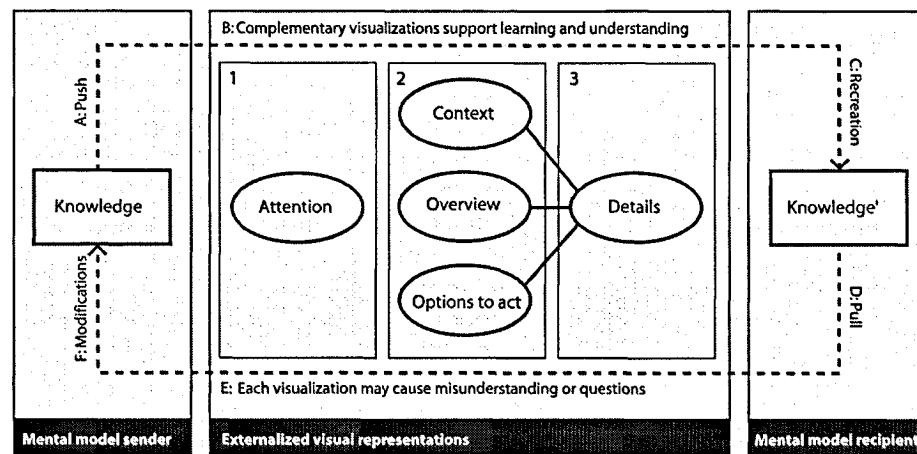 B: Complementary visualizations support learning and understanding
1
2
3
A: Push
C: Recreation
Context
Knowledge
Attention
Overview
Details
Knowledge'
Options to act
F: Modifications
D: Pull
E: Each visualization may cause misunderstanding or questions
Mental model sender
Externalized visual representations
Mental model recipient